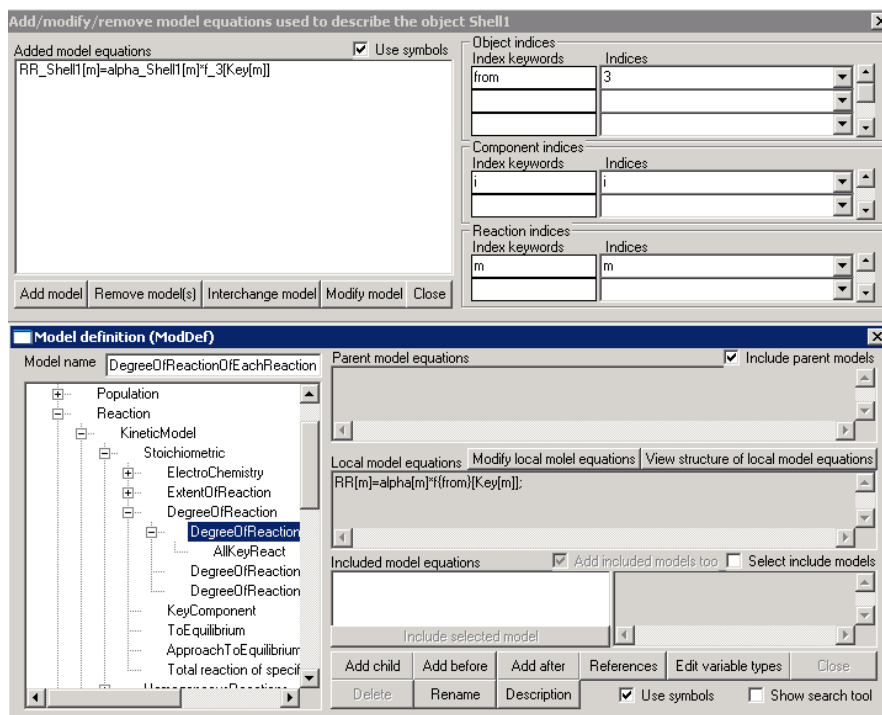 Add/modify/remove model equations used to describe the object Shell1
Added model equations
Use symbols
RR_Shell1[m]=alpha_Shell1[m]*f_3[Key[m]]
Add model Remove model(s) Interchange model Modify model Close
Object indices
Index keywords Indices
from 3
Component indices
Index keywords Indices
i i
Reaction indices
Index keywords Indices
m m
Model definition (ModDef)
Model name DegreeOfReactionOfEachReaction
Population
Reaction
KineticModel
Stoichiometric
ElectroChemistry
ExtentOfReaction
DegreeOfReaction
DegreeOfReaction
AllKeyReact
DegreeOfReaction
DegreeOfReaction
KeyComponent
ToEquilibrium
ApproachToEquilibrium
Total reaction of specif
HomogeneousReactions
Parent model equations
Include parent models
Local model equations Modify local molel equations View structure of local model equations
RR[m]=alpha[m]*f{from}[Key[m]];
Included model equations Add included models too Select include models
Include selected model
Add child Add before Add after References Edit variable types Close
Delete Rename Description Use symbols Show search tool